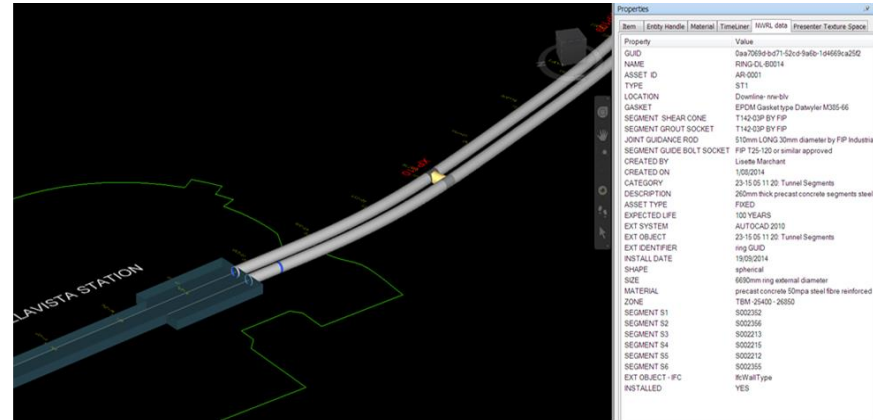 Properties
Item Entity Handle Material TimeLiner NWRL data Presenter Texture Space
Property Value
GUID 0aa7069d-bd71-52cd-9a6b-1d4669ca25f2
NAME RING-DL-B0014
ASSET ID AR-0001
TYPE ST1
LOCATION Downline- nrw-blv
GASKET EPDM Gasket type Datwyler M385-66
SEGMENT SHEAR CONE T142-03P BY FIP
SEGMENT GROUT SOCKET T142-03P BY FIP
JOINT GUIDANCE ROD 510mm LONG 30mm diameter by FIP Industria
SEGMENT GUIDE BOLT SOCKET FIP T25-120 or similar approved
CREATED BY Lisette Marchant
CREATED ON 1/08/2014
CATEGORY 23-15 05 11 20: Tunnel Segments
DESCRIPTION 260mm thick precast concrete segments steel
ASSET TYPE FIXED
EXPECTED LIFE 100 YEARS
EXT SYSTEM AUTOCAD 2010
EXT OBJECT 23-15 05 11 20: Tunnel Segments
EXT IDENTIFIER ring GUID
INSTALL DATE 19/09/2014
SHAPE spherical
SIZE 6690mm ring external diameter
MATERIAL precast concrete 50mpa steel fibre reinforced
ZONE TBM -25400 - 26850
SEGMENT S1 S002352
SEGMENT S2 S002356
SEGMENT S3 S002213
SEGMENT S4 S002215
SEGMENT S5 S002212
SEGMENT S6 S002355
EXT OBJECT - IFC IfcWallType
INSTALLED YES
LLAVISTA STATION